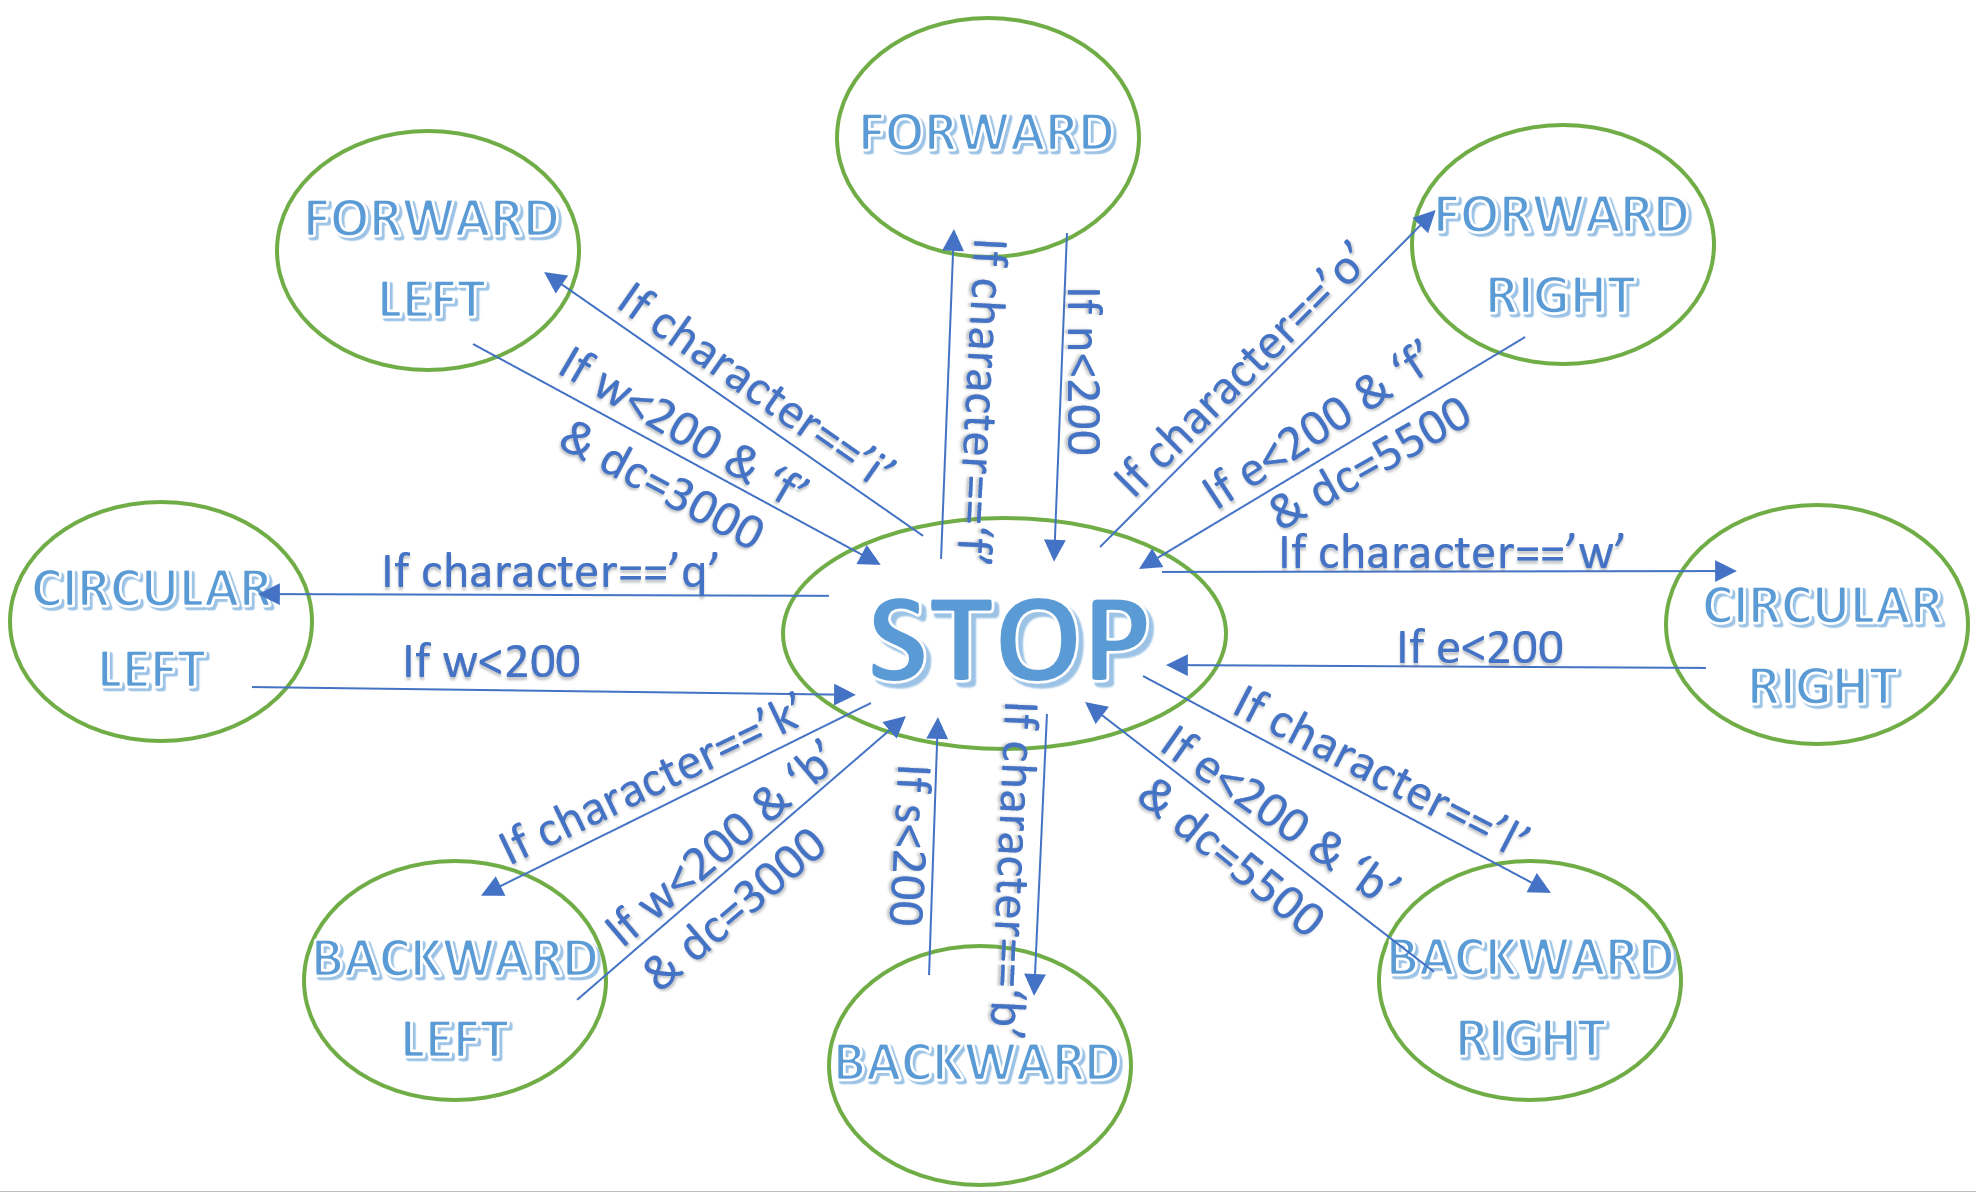 FORWARD
FORWARD
LEFT
FORWARD
RIGHT
If character==’i’
If w<200 & ‘f’
& dc=3000
If character==’f’
If n<200
If character==’o’
If e<200 & ‘f’
& dc=5500
CIRCULAR
LEFT
If character==’q’
If w<200
STOP
If character==’w’
If e<200
CIRCULAR
RIGHT
If character==’k’
If w<200 & ‘b’
& dc=3000
If s<200
If character==‘b’
If character==’l’
If e<200 & ‘b’
& dc=5500
BACKWARD
LEFT
BACKWARD
BACKWARD
RIGHT